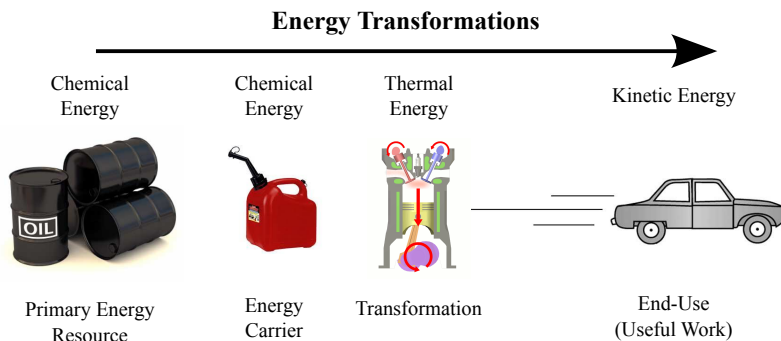 Energy Transformations
Chemical
Energy
Chemical
Energy
Thermal
Energy
Kinetic Energy
OIL
Primary Energy
Resource
Energy
Carrier
Transformation
End-Use
(Useful Work)